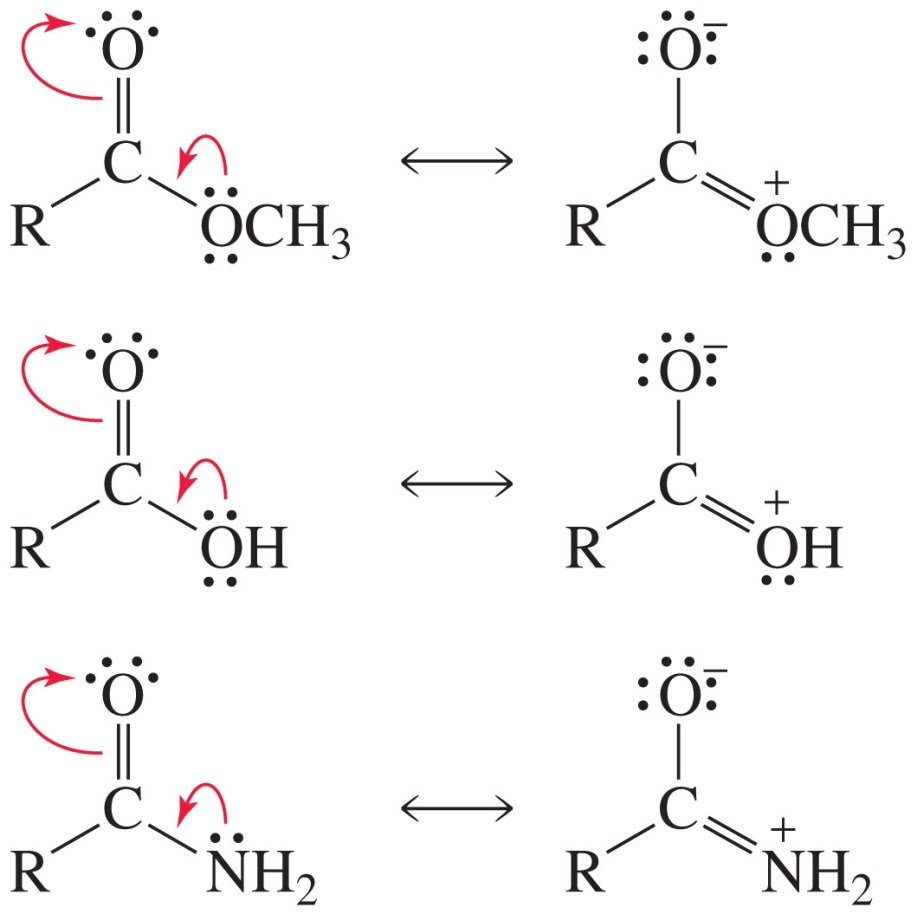 O O−
C C +
R OCH3 R OCH3
O O−
C C +
R OH R OH
O O−
C C +
R NH2 R NH2